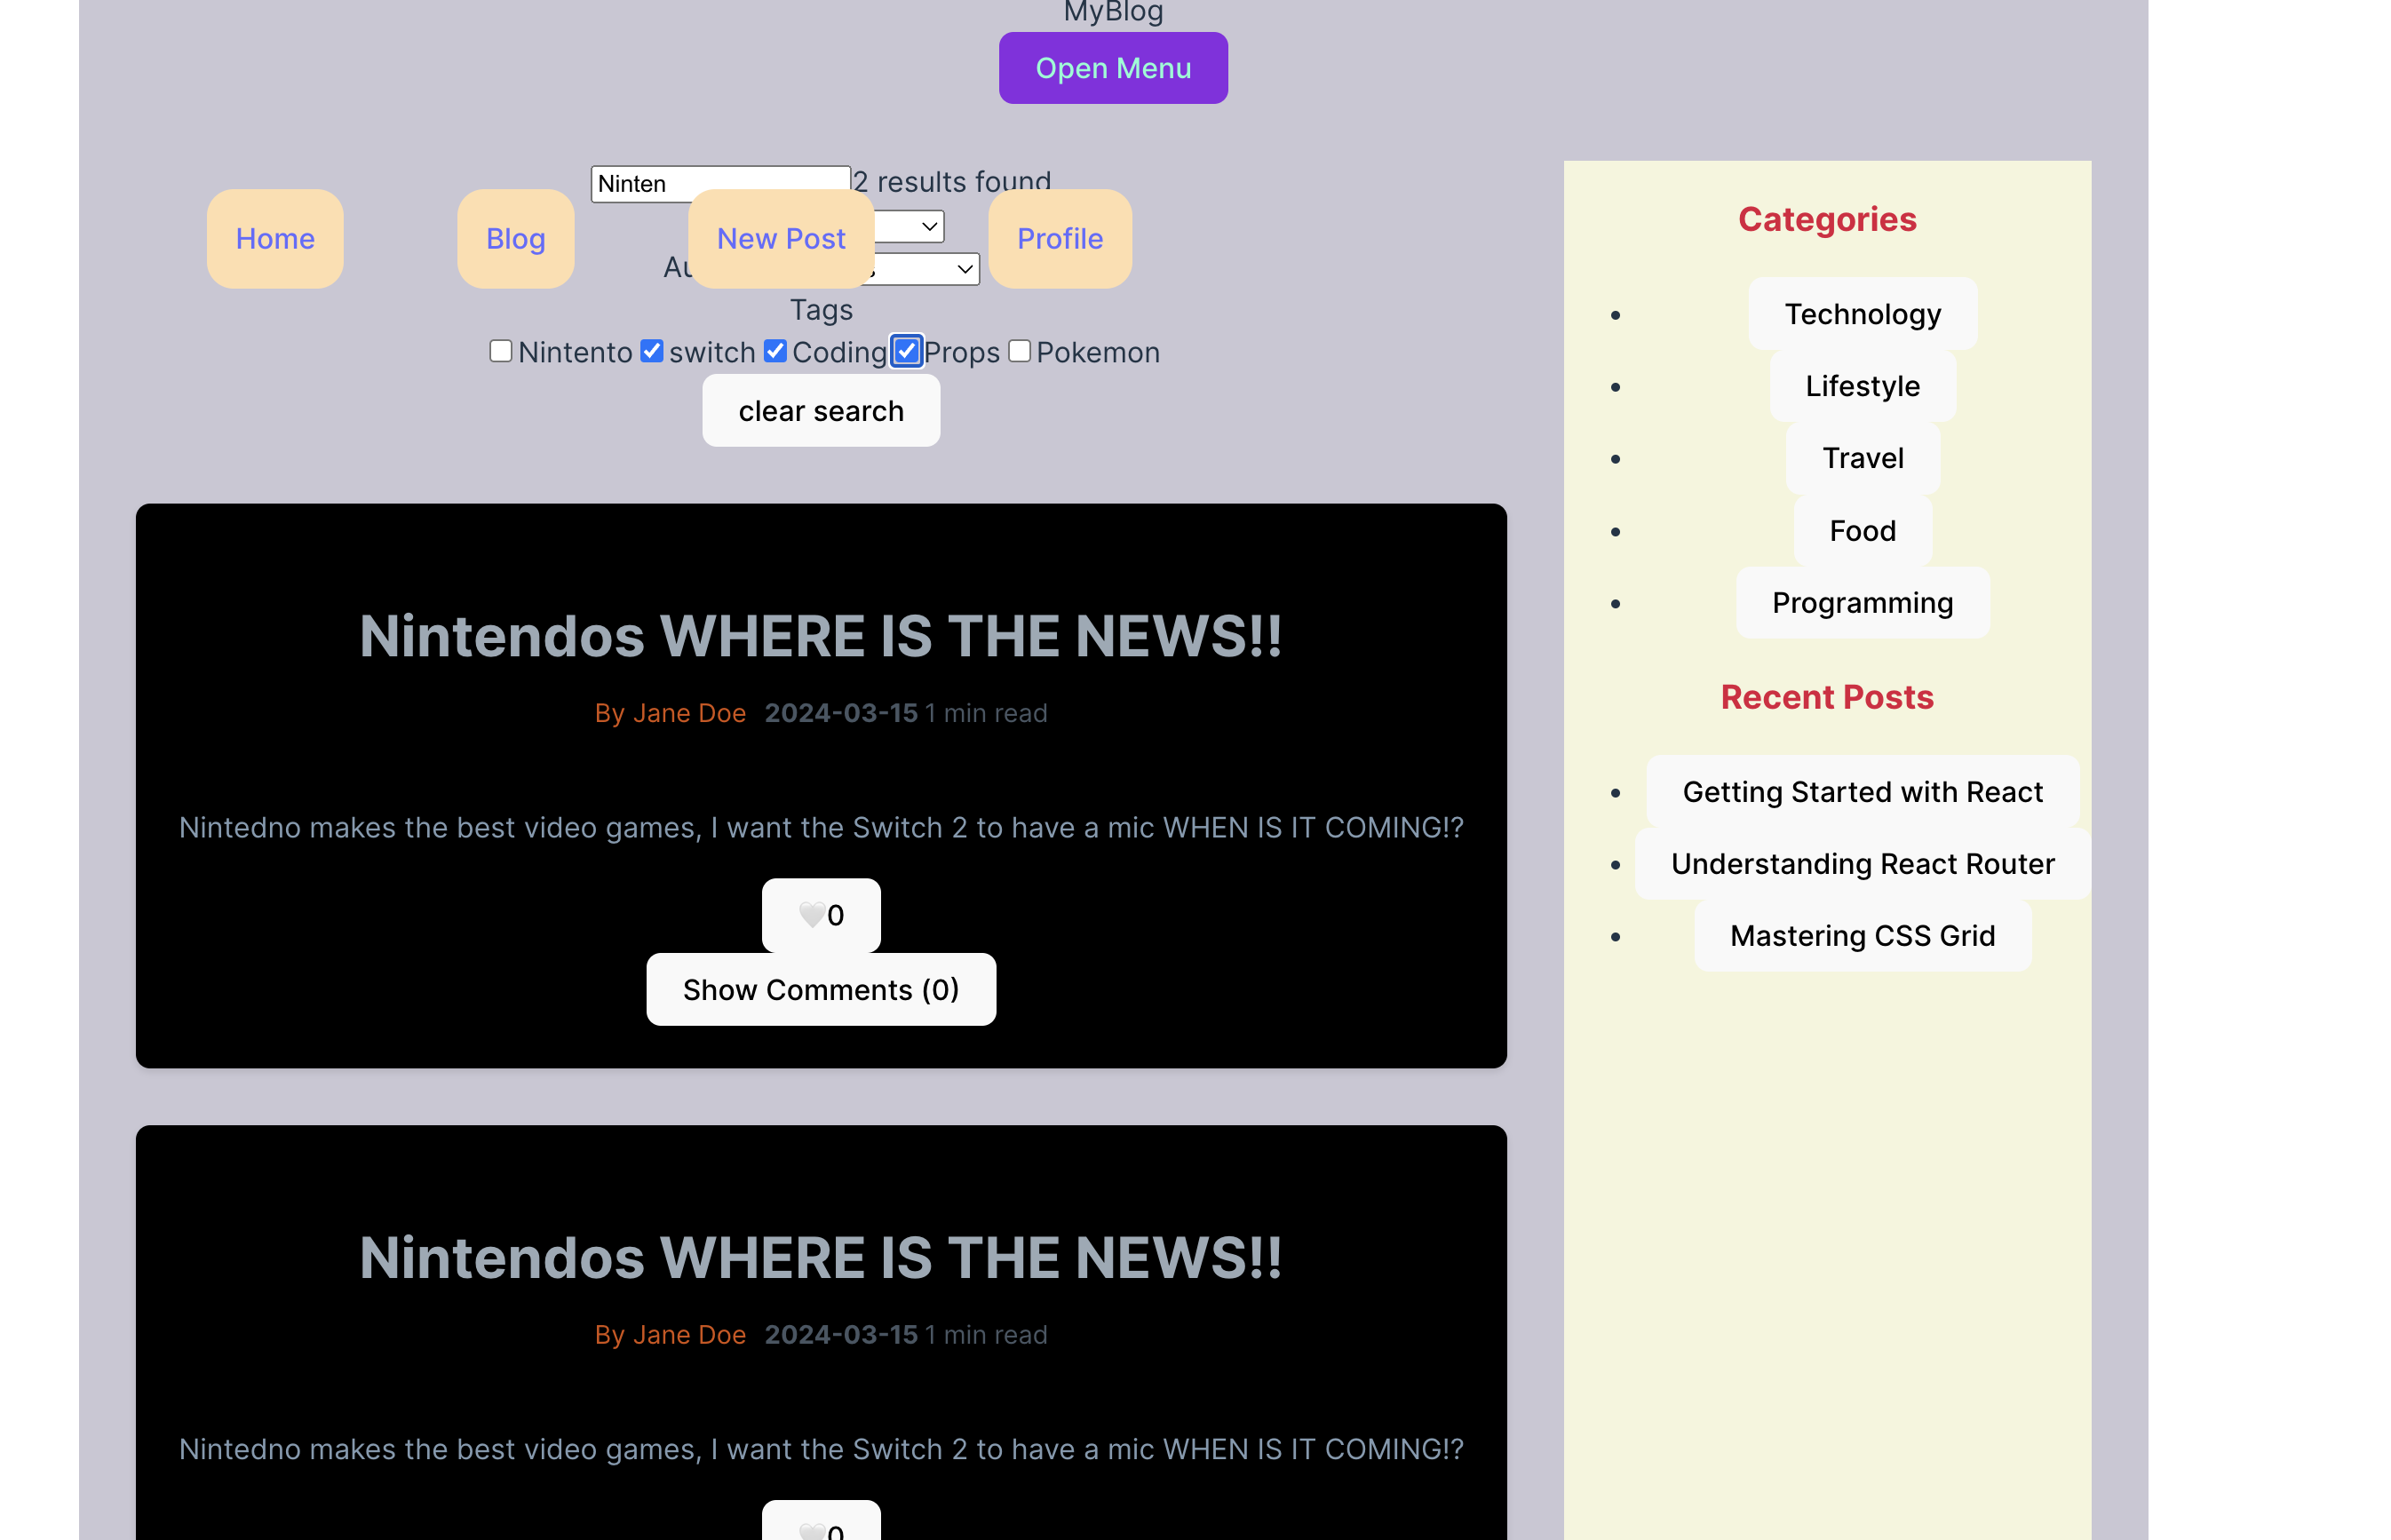 MyBlog
Open Menu
Ninten
2 results found
Home
Blog
New Post
Profile
Tags
Nintento switch Coding Props Pokemon
clear search
Nintendos WHERE IS THE NEWS!!
By Jane Doe 2024-03-15 1 min read
Nintedno makes the best video games, I want the Switch 2 to have a mic WHEN IS IT COMING!?
🤍0
Show Comments (0)
Nintendos WHERE IS THE NEWS!!
By Jane Doe 2024-03-15 1 min read
Nintedno makes the best video games, I want the Switch 2 to have a mic WHEN IS IT COMING!?
🤍0
Categories
Technology
Lifestyle
Travel
Food
Programming
Recent Posts
Getting Started with React
Understanding React Router
Mastering CSS Grid